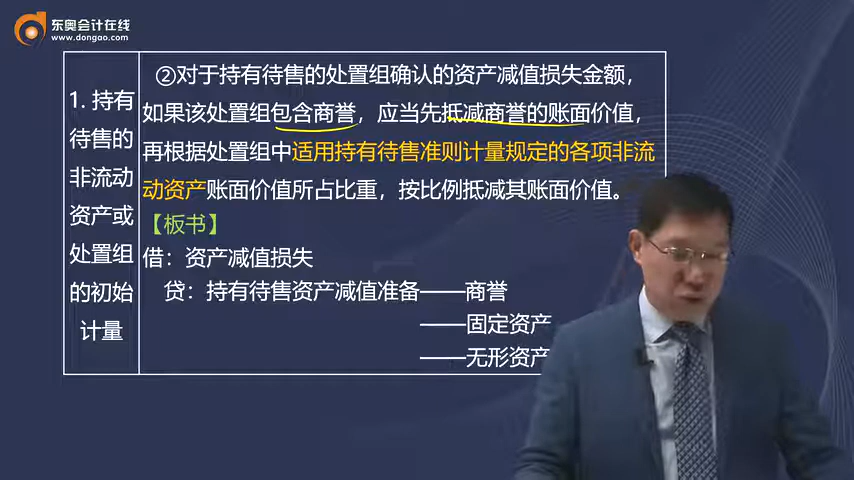 东奥会计在线
www.dongao.com
1. 持有
待售的
非流动
资产或
处置组
的初始
计量
②对于持有待售的处置组确认的资产减值损失金额，
如果该处置组包含商誉，应当先抵减商誉的账面价值，
再根据处置组中适用持有待售准则计量规定的各项非流
动资产账面价值所占比重，按比例抵减其账面价值。
【板书】
借：资产减值损失
贷：持有待售资产减值准备——商誉
——固定资产
——无形资产